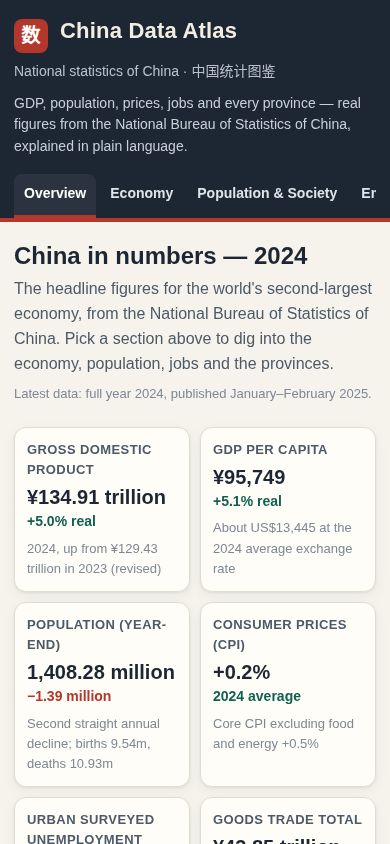 数 China Data Atlas
National statistics of China · 中国统计图鉴
GDP, population, prices, jobs and every province — real
figures from the National Bureau of Statistics of China,
explained in plain language.
Overview Economy Population & Society Er
China in numbers — 2024
The headline figures for the world's second-largest
economy, from the National Bureau of Statistics of
China. Pick a section above to dig into the
economy, population, jobs and the provinces.
Latest data: full year 2024, published January–February 2025.
GROSS DOMESTIC
PRODUCT
¥134.91 trillion
+5.0% real
2024, up from ¥129.43
trillion in 2023 (revised)
GDP PER CAPITA
¥95,749
+5.1% real
About US$13,445 at the
2024 average exchange
rate
POPULATION (YEAR-
END)
1,408.28 million
−1.39 million
Second straight annual
decline; births 9.54m,
deaths 10.93m
CONSUMER PRICES
(CPI)
+0.2%
2024 average
Core CPI excluding food
and energy +0.5%
URBAN SURVEYED
UNEMPLOYMENT
GOODS TRADE TOTAL